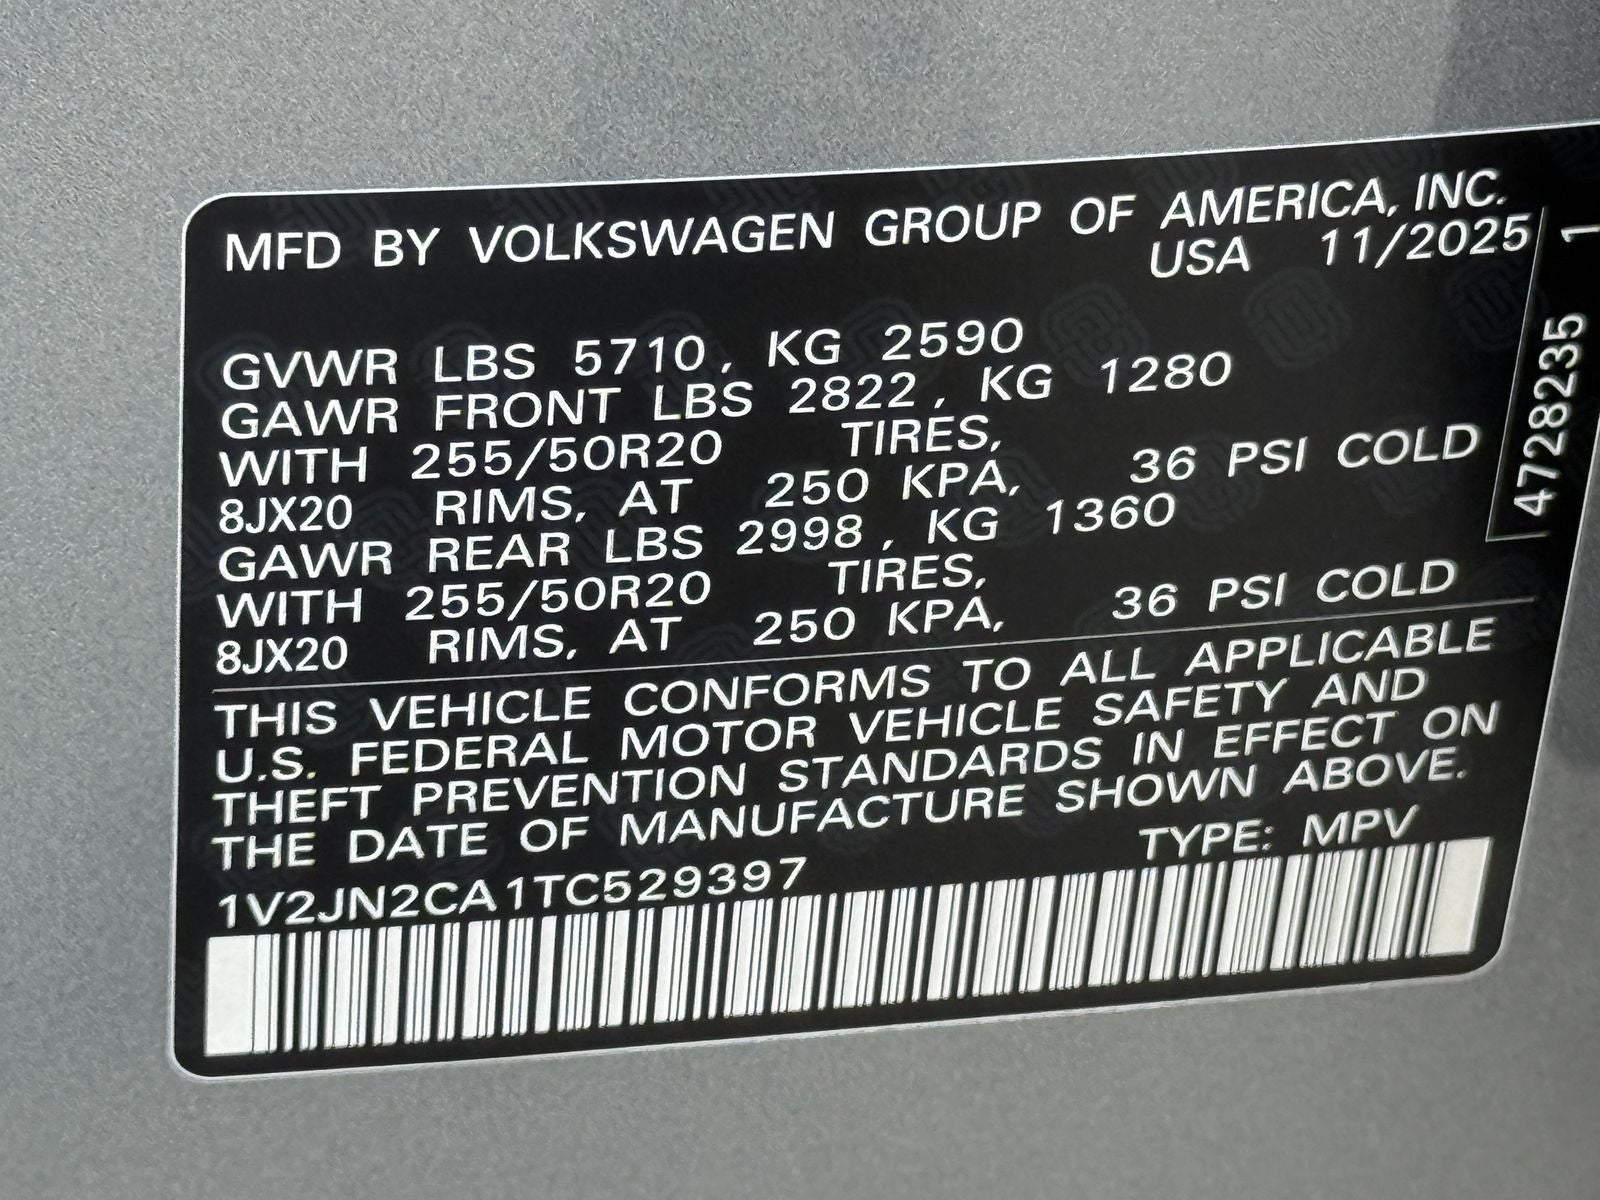 MFD BY VOLKSWAGEN GROUP OF AMERICA, INC.
USA 11/2025
GVWR LBS 5710, KG 2590
GAWR FRONT LBS 2822, KG 1280
WITH 255/50R20 TIRES,
8JX20 RIMS, AT 250 KPA, 36 PSI COLD
GAWR REAR LBS 2998, KG 1360
WITH 255/50R20 TIRES,
8JX20 RIMS, AT 250 KPA, 36 PSI COLD
THIS VEHICLE CONFORMS TO ALL APPLICABLE
U.S. FEDERAL MOTOR VEHICLE SAFETY AND
THEFT PREVENTION STANDARDS IN EFFECT ON
THE DATE OF MANUFACTURE SHOWN ABOVE.
1V2JN2CA1TC529397 TYPE: MPV
4728235 1